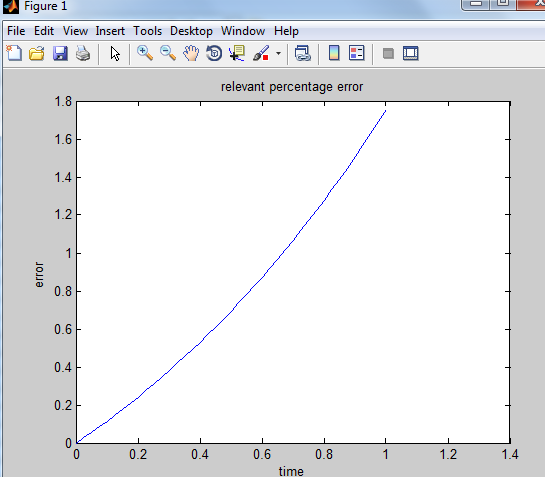 Figure 1
File Edit View Insert Tools Desktop Window Help
relevant percentage error
1.8
1.6
1.4
1.2
1
0.8
0.6
0.4
0.2
0
error
0 0.2 0.4 0.6 0.8 1 1.2 1.4
time